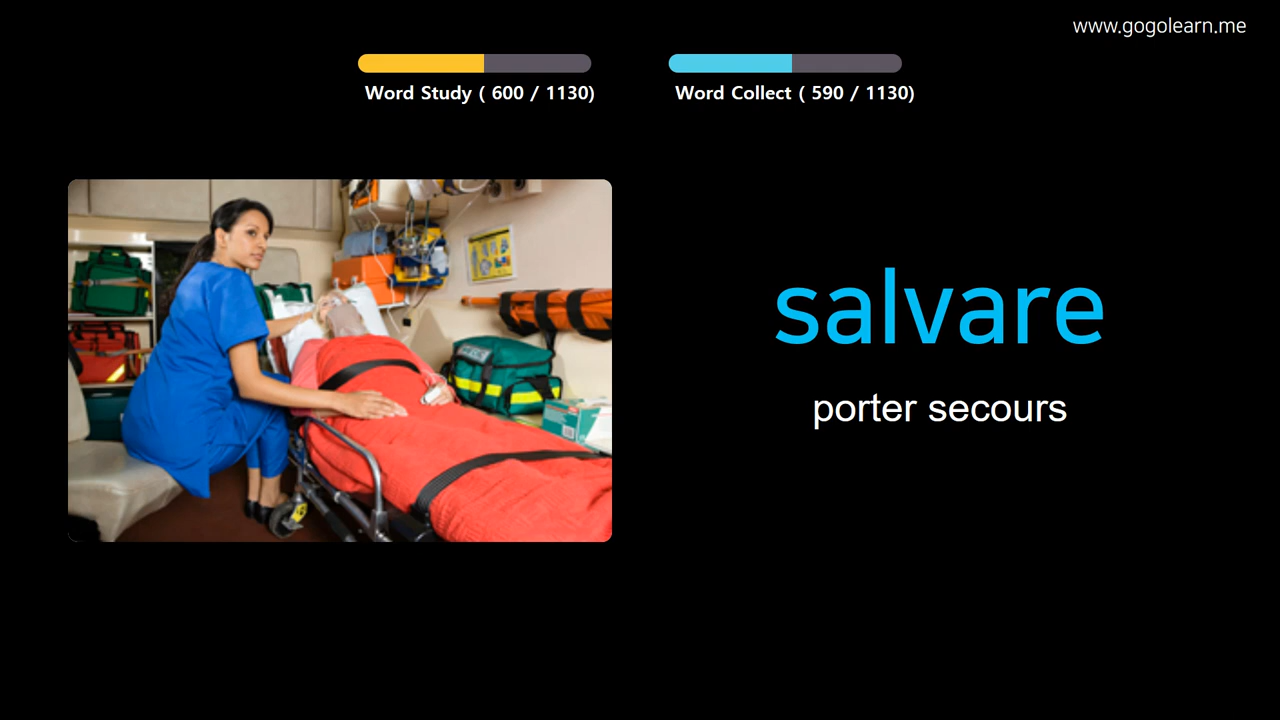 www.gogolearn.me
Word Study ( 600 / 1130)
Word Collect ( 590 / 1130)
salvare
porter secours